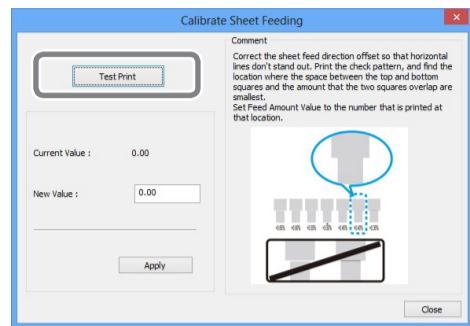 Calibrate Sheet Feeding
Test Print
Current Value : 0.00
New Value : 0.00
Apply
Comment
Correct the sheet feed direction offset so that horizontal
lines don't stand out. Print the check pattern, and find the
location where the space between the top and bottom
squares and the amount that the two squares overlap are
smallest.
Set Feed Amount Value to the number that is printed at
that location.
Close